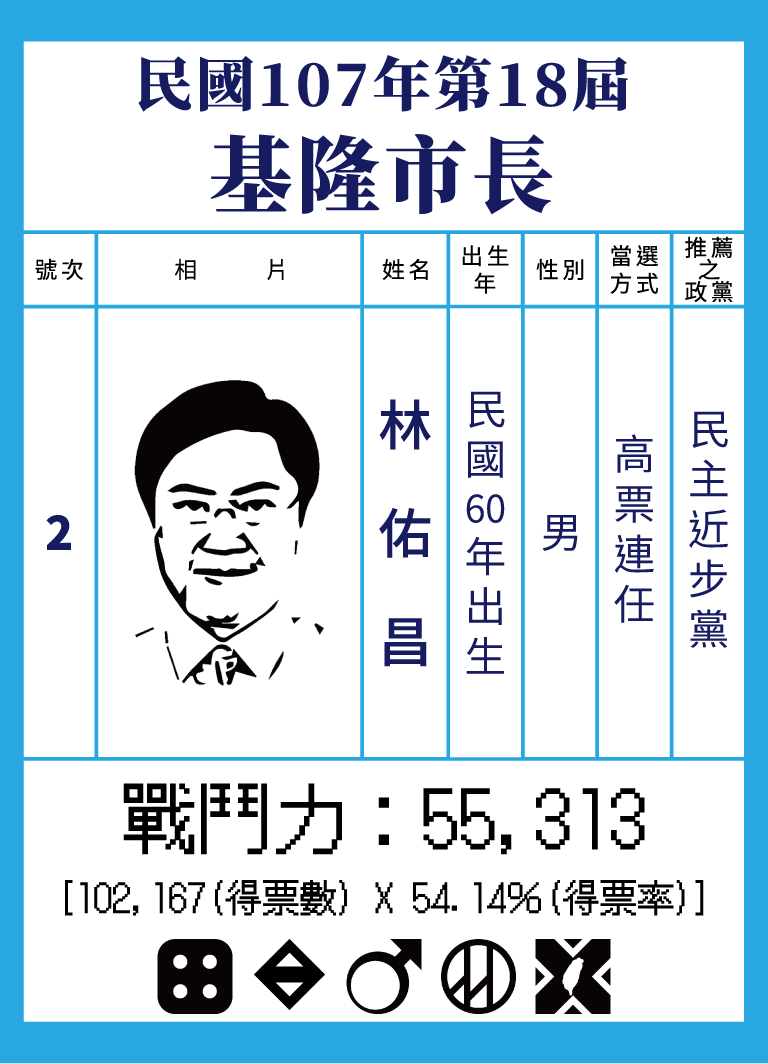 民國107年第18屆
基隆市長
號次 相片 姓名 出生年 性別 當選方式 推薦之政黨
2 林佑昌 民國60年出生 男 高票連任 民主近步黨
戰鬥力：55,313
[102,167(得票數) X 54.14%(得票率)]